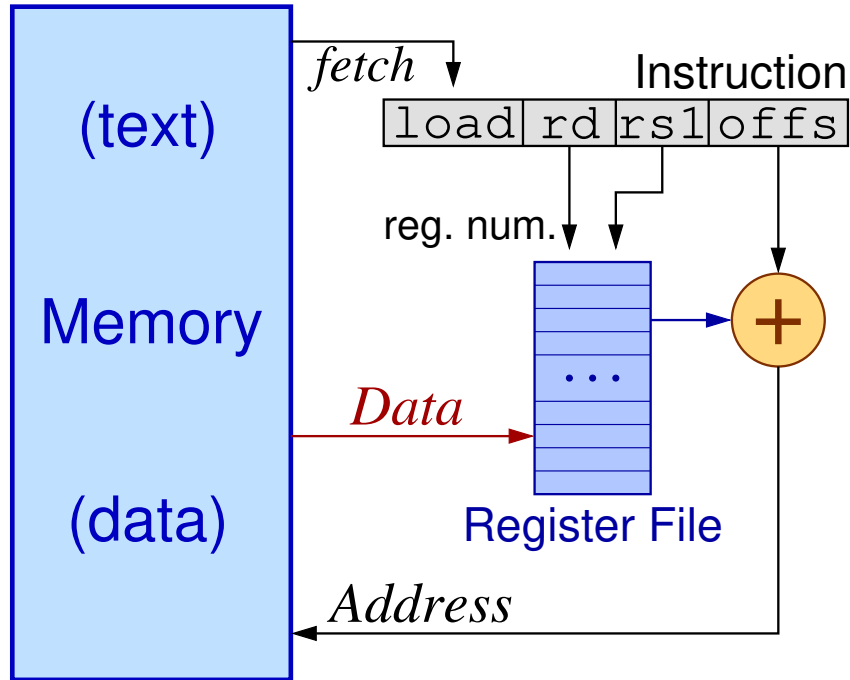 fetch
Instruction
(text)
load rd rs1 offs
reg. num.
Memory
+
...
Data
(data)
Register File
Address